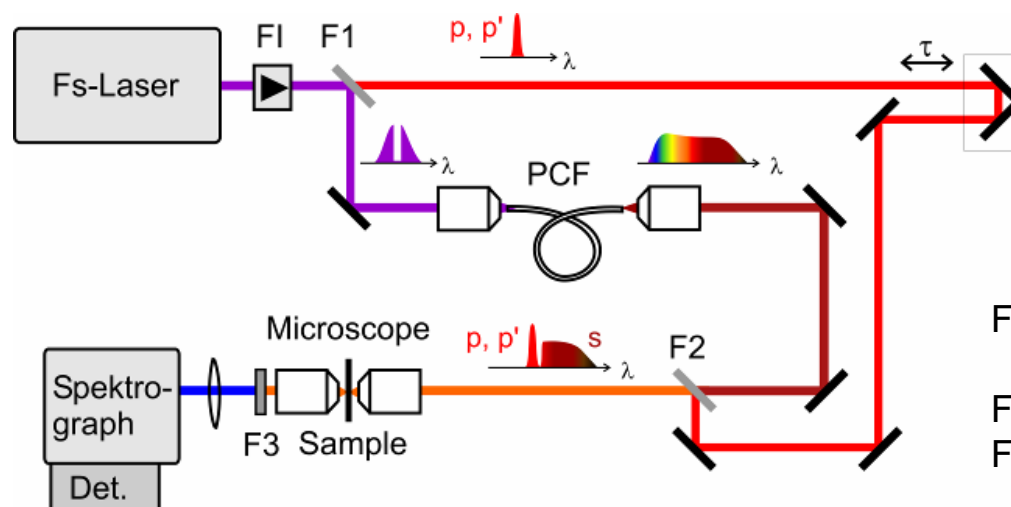 Fs-Laser
FI
F1
p, p'
λ
τ
λ
PCF
λ
Microscope
p, p'
s
λ
F2
Spektro-
graph
F3
Sample
Det.
F
F
F